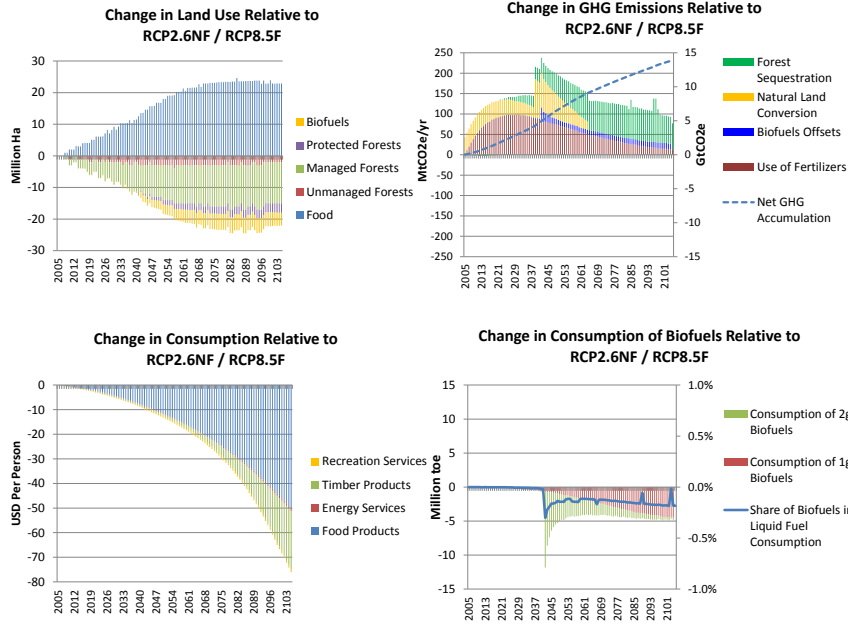 Change in Land Use Relative to
RCP2.6NF / RCP8.5F
Million Ha
30
20
10
0
-10
-20
-30
2005
2012
2019
2026
2033
2040
2047
2054
2061
2068
2075
2082
2089
2096
2103
Biofuels
Protected Forests
Managed Forests
Unmanaged Forests
Food
Change in GHG Emissions Relative to
RCP2.6NF / RCP8.5F
MtCO2e/yr
250
200
150
100
50
0
-50
-100
-150
-200
-250
15
10
5
0
-5
-10
-15
GtCO2e
2005
2013
2021
2029
2037
2045
2053
2061
2069
2077
2085
2093
2101
Forest
Sequestration
Natural Land
Conversion
Biofuels Offsets
Use of Fertilizers
Net GHG
Accumulation
Change in Consumption Relative to
RCP2.6NF / RCP8.5F
USD Per Person
0
-10
-20
-30
-40
-50
-60
-70
-80
2005
2012
2019
2026
2033
2040
2047
2054
2061
2068
2075
2082
2089
2096
2103
Recreation Services
Timber Products
Energy Services
Food Products
Change in Consumption of Biofuels Relative to
RCP2.6NF / RCP8.5F
Million toe
15
10
5
0
-5
-10
-15
1.0%
0.5%
0.0%
-0.5%
-1.0%
2005
2013
2021
2029
2037
2045
2053
2061
2069
2077
2085
2093
2101
Consumption of 2g
Biofuels
Consumption of 1g
Biofuels
Share of Biofuels in
Liquid Fuel
Consumption